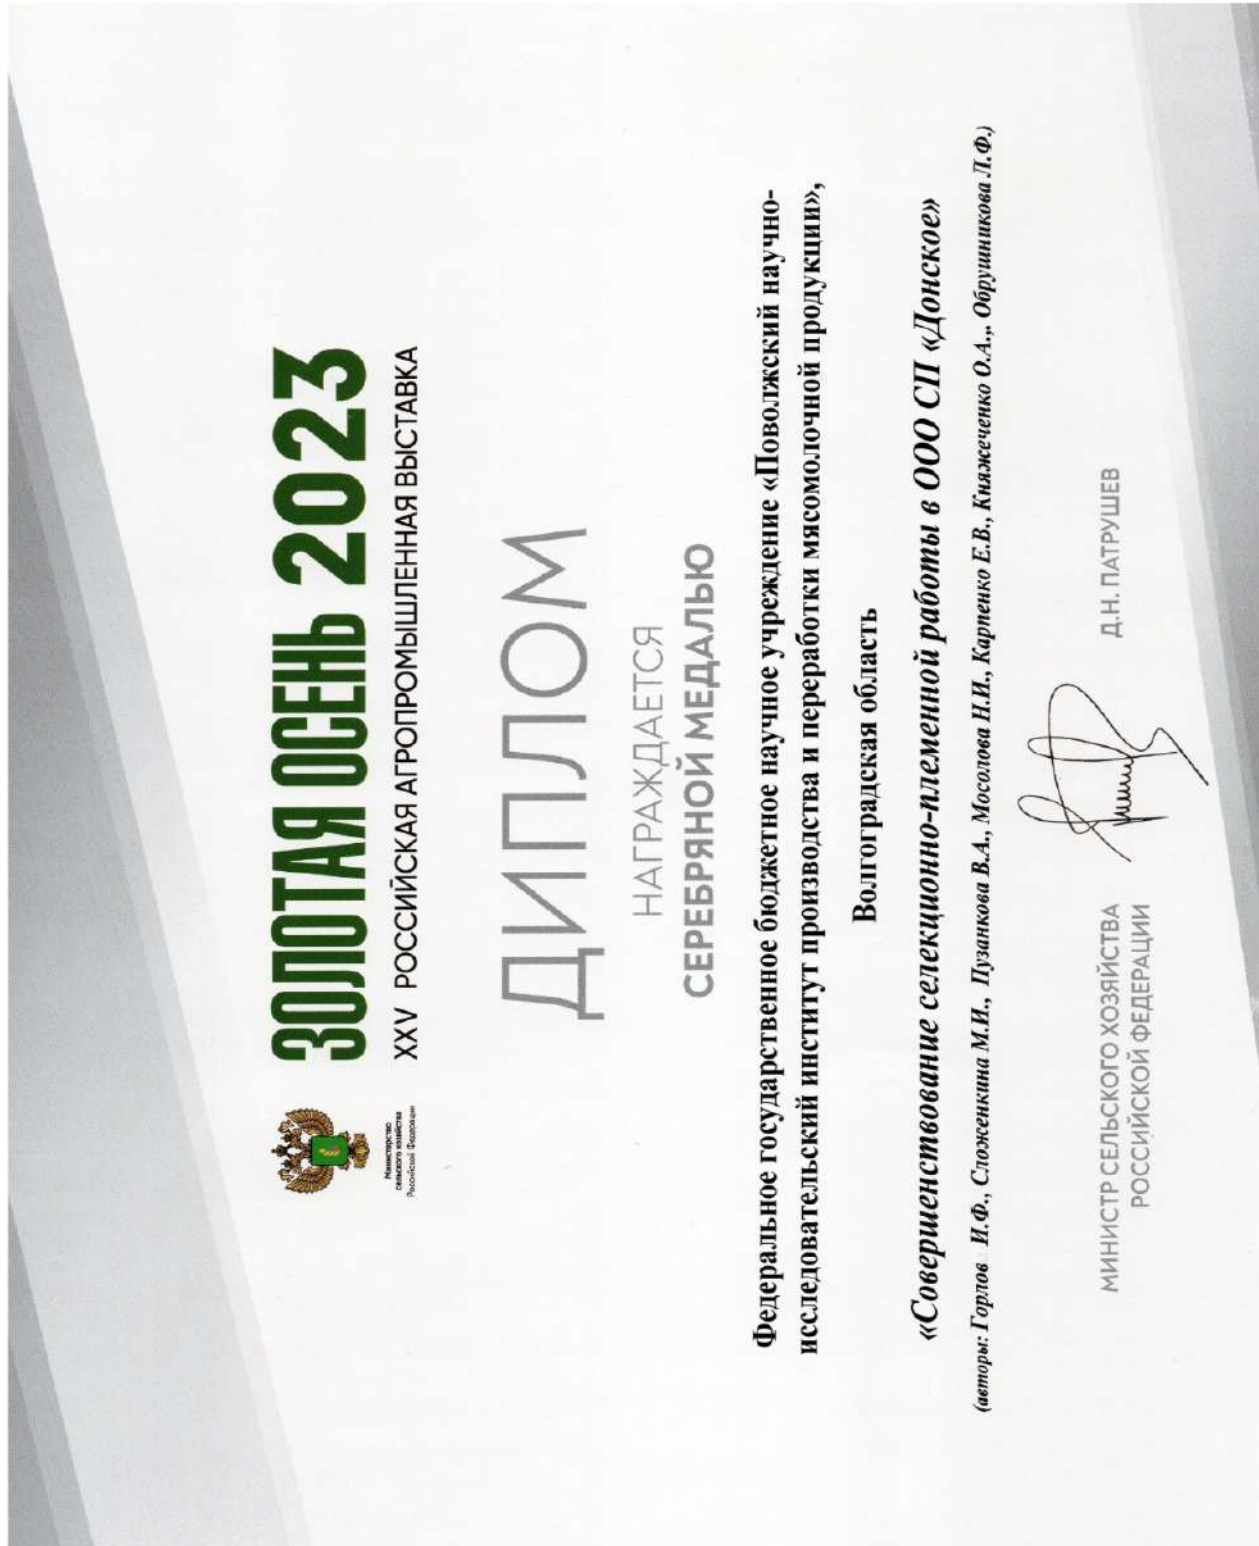 Министерство
сельского хозяйства
Российской Федерации
ЗОЛОТАЯ ОСЕНЬ 2023
XXV РОССИЙСКАЯ АГРОПРОМЫШЛЕННАЯ ВЫСТАВКА
ДИПЛОМ
НАГРАЖДАЕТСЯ
СЕРЕБРЯНОЙ МЕДАЛЬЮ
Федеральное государственное бюджетное научное учреждение «Поволжский научно-
исследовательский институт производства и переработки мясомолочной продукции»,
Волгоградская область
«Совершенствование селекционно-племенной работы в ООО СП «Донское»
(авторы: Горлов И.Ф., Сложенкина М.И., Пузанкова В.А., Мосолова Н.И., Карпенко Е.В., Княжеченко О.А.,, Обрушникова Л.Ф.)
МИНИСТР СЕЛЬСКОГО ХОЗЯЙСТВА
РОССИЙСКОЙ ФЕДЕРАЦИИ
Д.Н. ПАТРУШЕВ